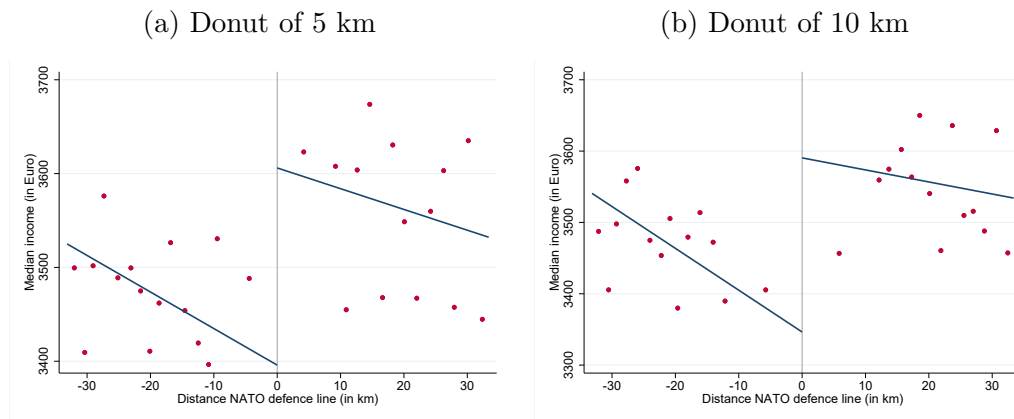 (a) Donut of 5 km
3700
3600
3500
3400
Median income (in Euro)
-30 -20 -10 0 10 20 30
Distance NATO defence line (in km)
(b) Donut of 10 km
3700
3600
3500
3400
3300
Median income (in Euro)
-30 -20 -10 0 10 20 30
Distance NATO defence line (in km)